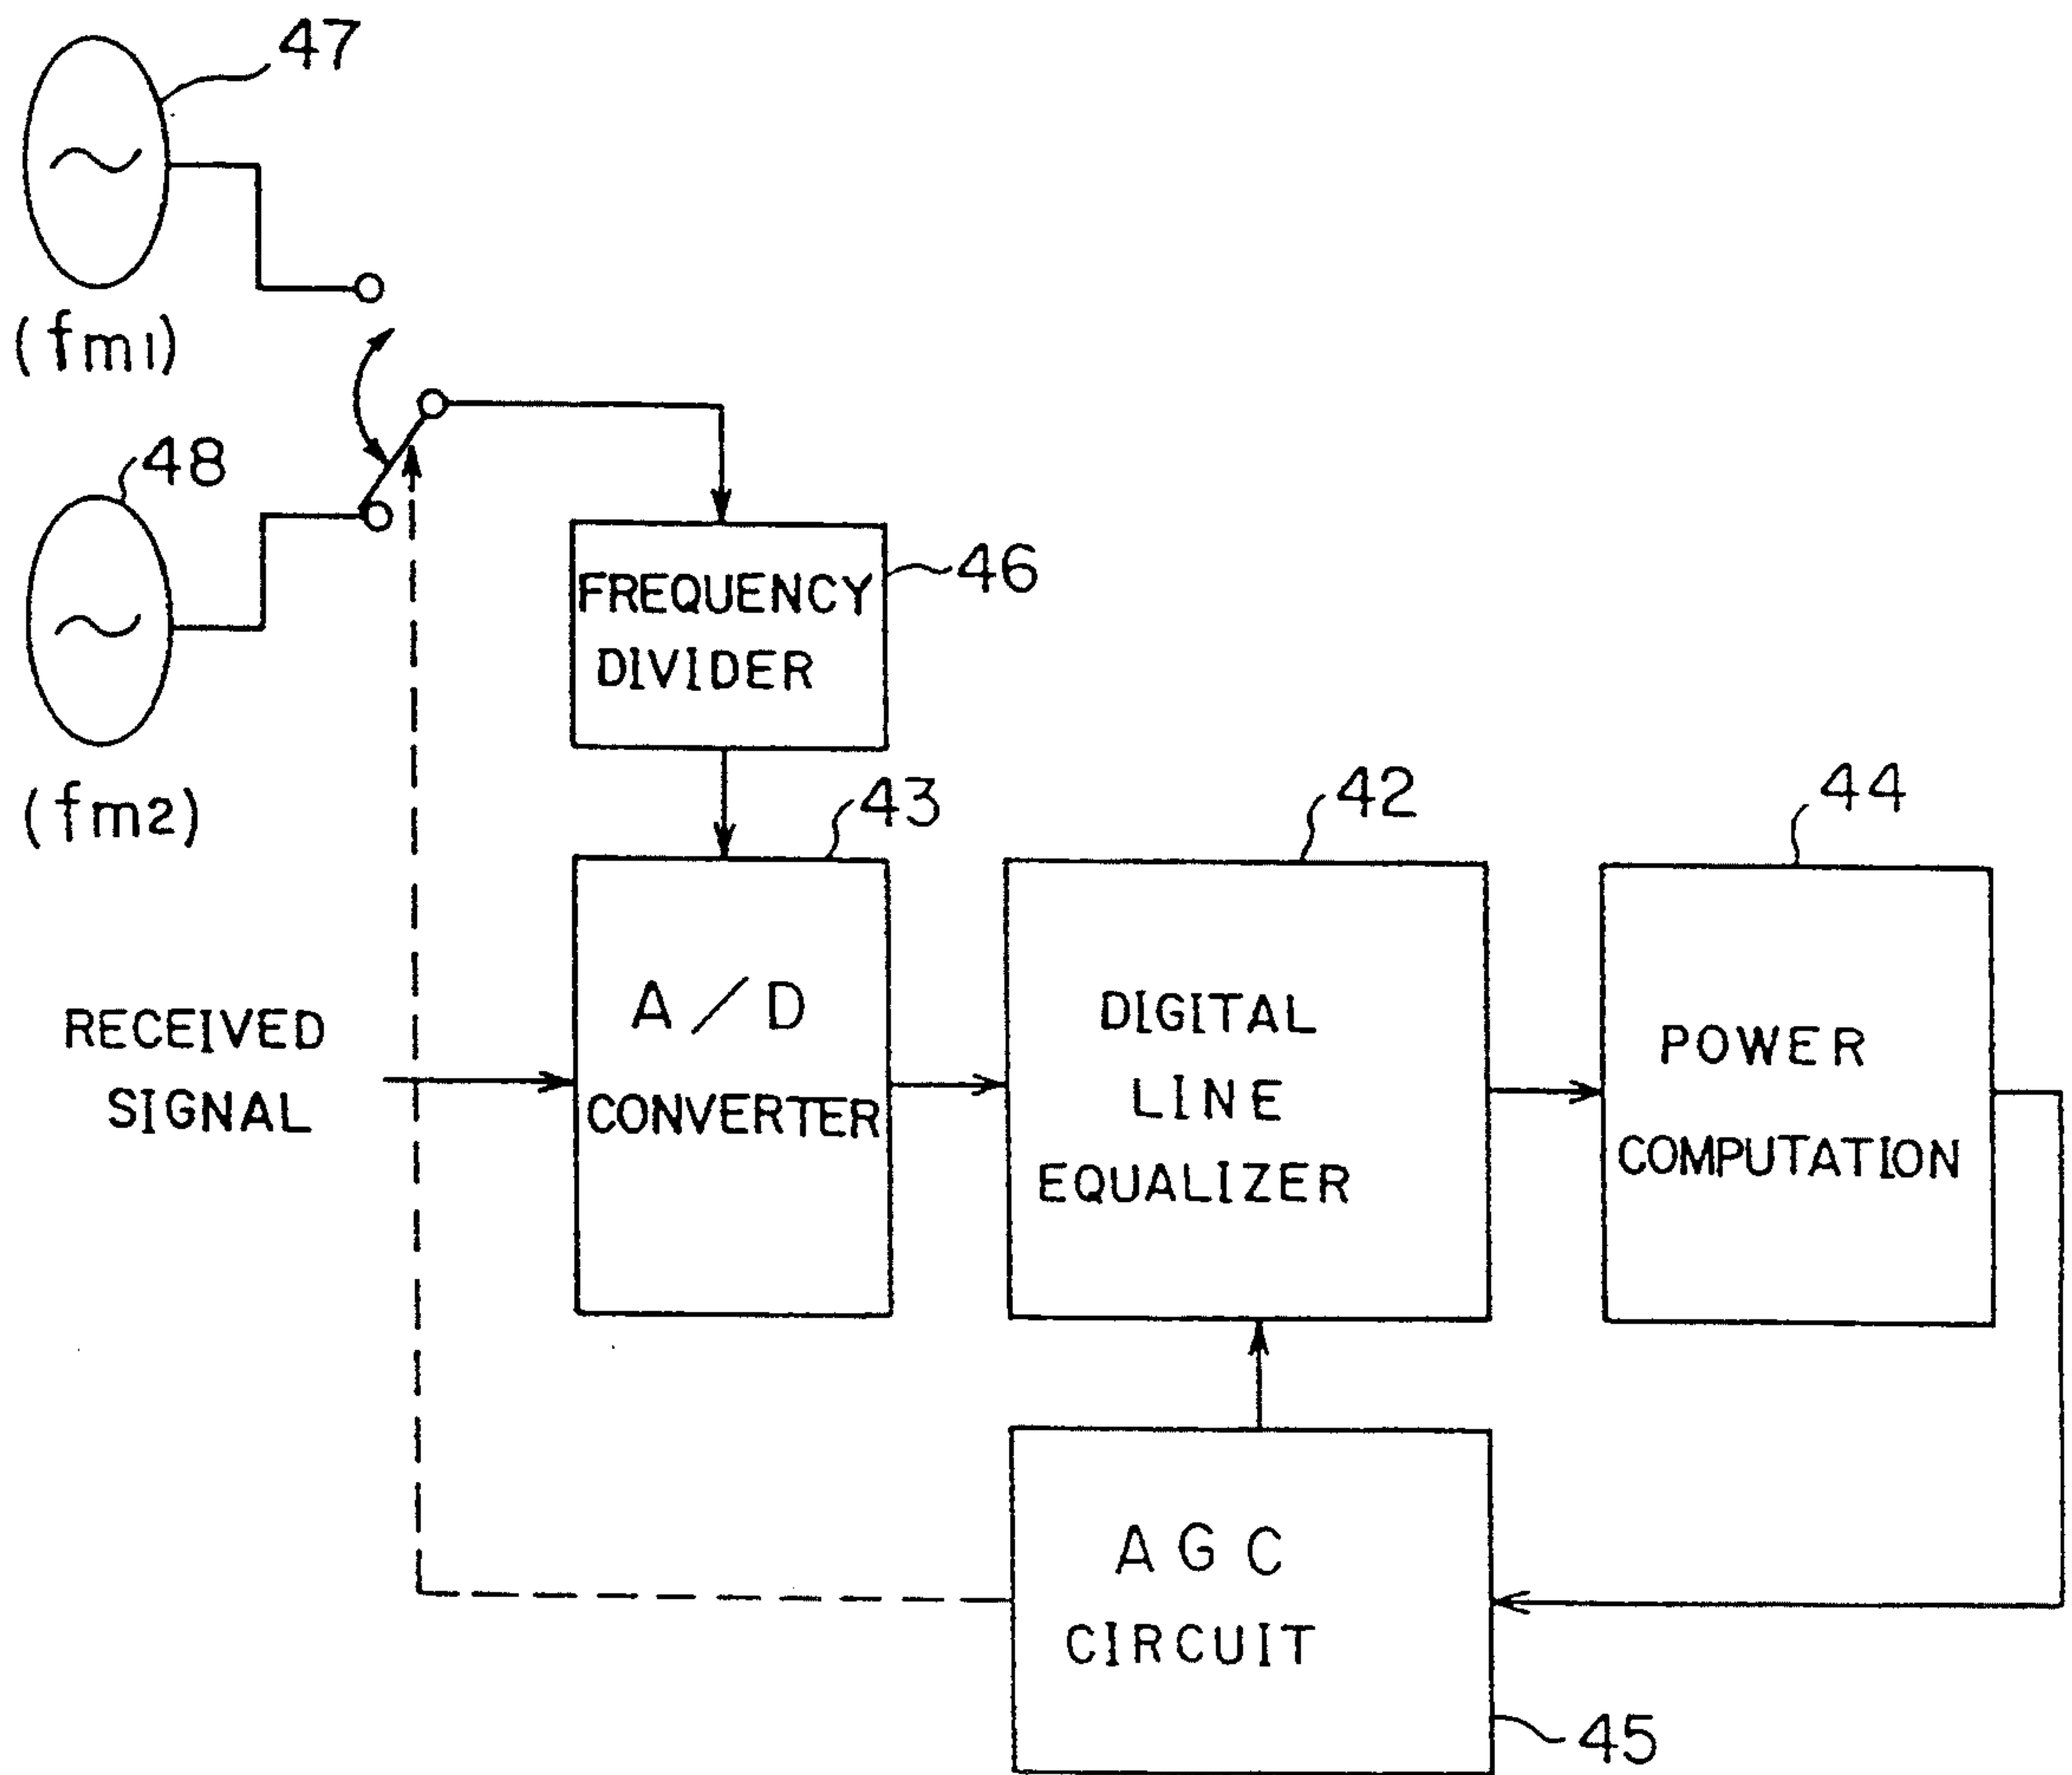 47
(fm1)
48
(fm2)
46
FREQUENCY
DIVIDER
43
42
44
RECEIVED
SIGNAL
A/D
CONVERTER
DIGITAL
LINE
EQUALIZER
POWER
COMPUTATION
AGC
CIRCUIT
45